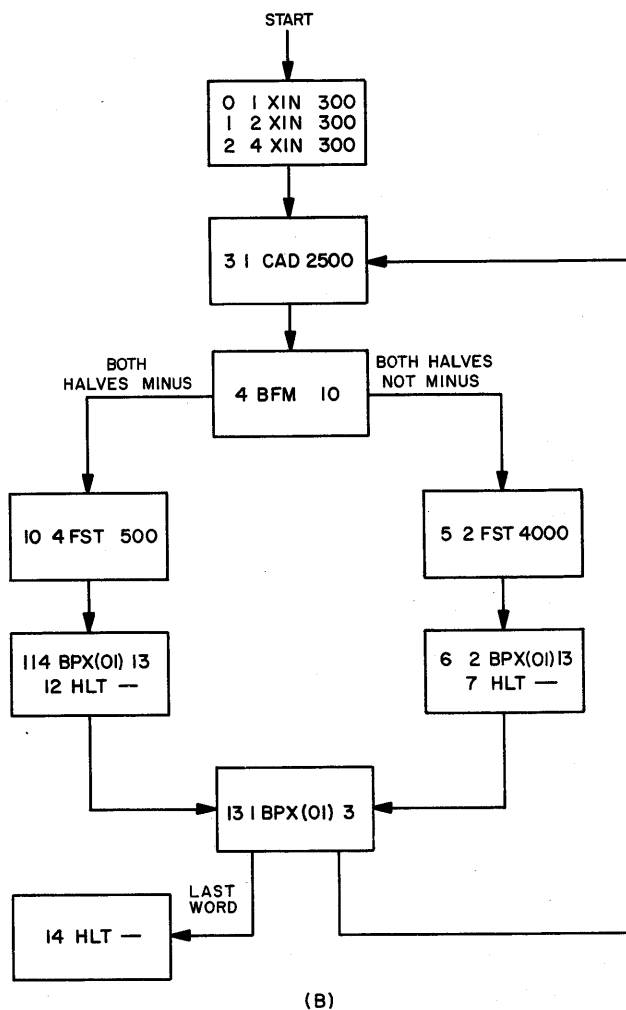 START
0 1 XIN 300
1 2 XIN 300
2 4 XIN 300
3 1 CAD 2500
BOTH
HALVES MINUS
4 BFM 10
BOTH HALVES
NOT MINUS
10 4 FST 500
5 2 FST 4000
11 4 BPX(01) 13
12 HLT —
6 2 BPX(01) 13
7 HLT —
13 1 BPX(01) 3
LAST
WORD
14 HLT —
(B)